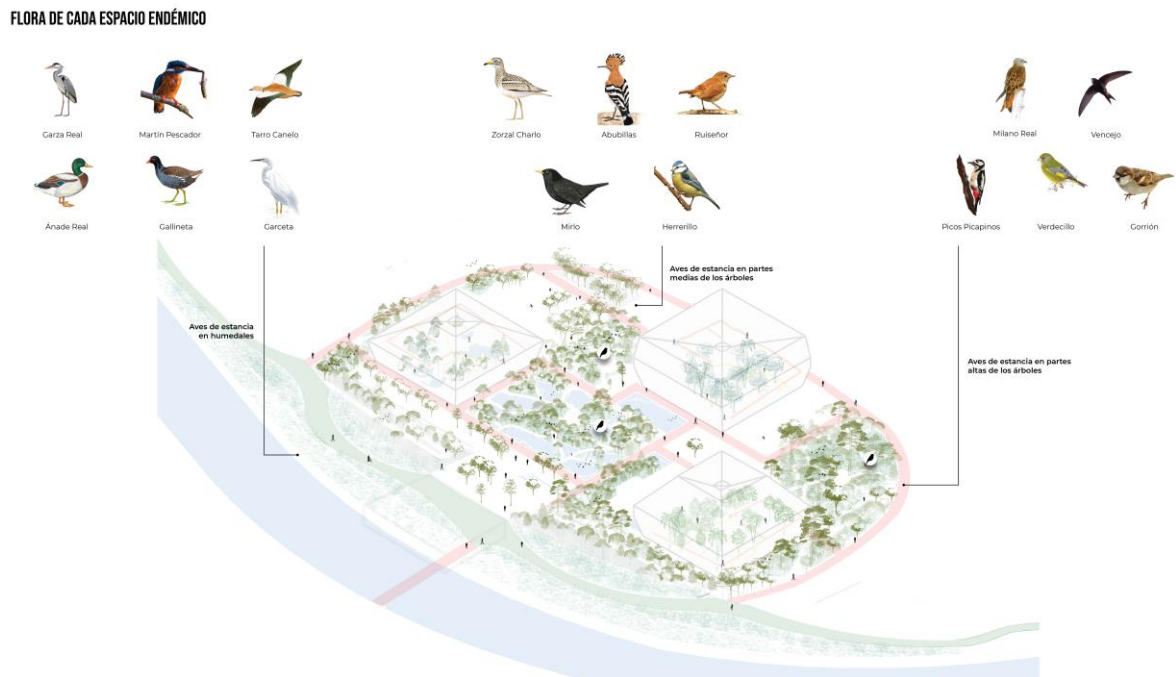 FLORA DE CADA ESPACIO ENDÉMICO
Garza Real
Martín Pescador
Tarro Canelo
Zorzal Charlo
Abubillas
Ruiseñor
Milano Real
Vencejo
Ánade Real
Gallineta
Garceta
Mirlo
Herrerillo
Picos Picapinos
Verdecillo
Gorrión
Aves de estancia en partes
medias de los árboles
Aves de estancia
en humedales
Aves de estancia en partes
altas de los árboles